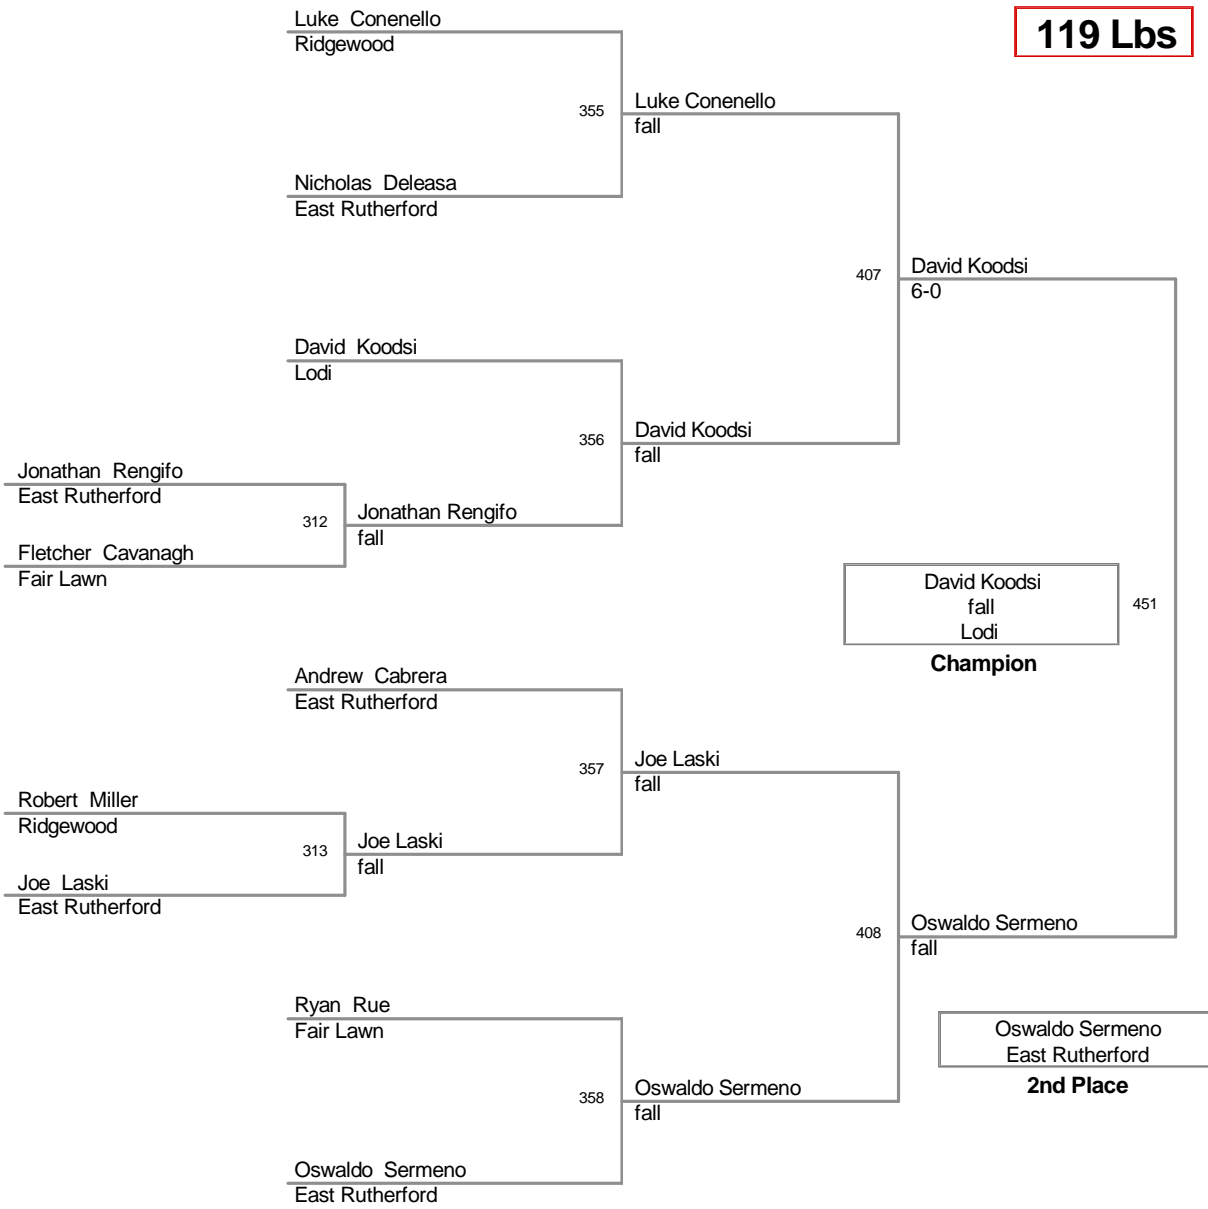 119 Lbs
Luke Conenello
Ridgewood
355
Luke Conenello
fall
Nicholas Deleasa
East Rutherford
407
David Koodsi
6-0
David Koodsi
Lodi
356
David Koodsi
fall
Jonathan Rengifo
East Rutherford
312
Jonathan Rengifo
fall
Fletcher Cavanagh
Fair Lawn
David Koodsi
fall
Lodi
451
Champion
Andrew Cabrera
East Rutherford
357
Joe Laski
fall
Robert Miller
Ridgewood
313
Joe Laski
fall
Joe Laski
East Rutherford
408
Oswaldo Sermeno
fall
Ryan Rue
Fair Lawn
Oswaldo Sermeno
East Rutherford
2nd Place
358
Oswaldo Sermeno
fall
Oswaldo Sermeno
East Rutherford